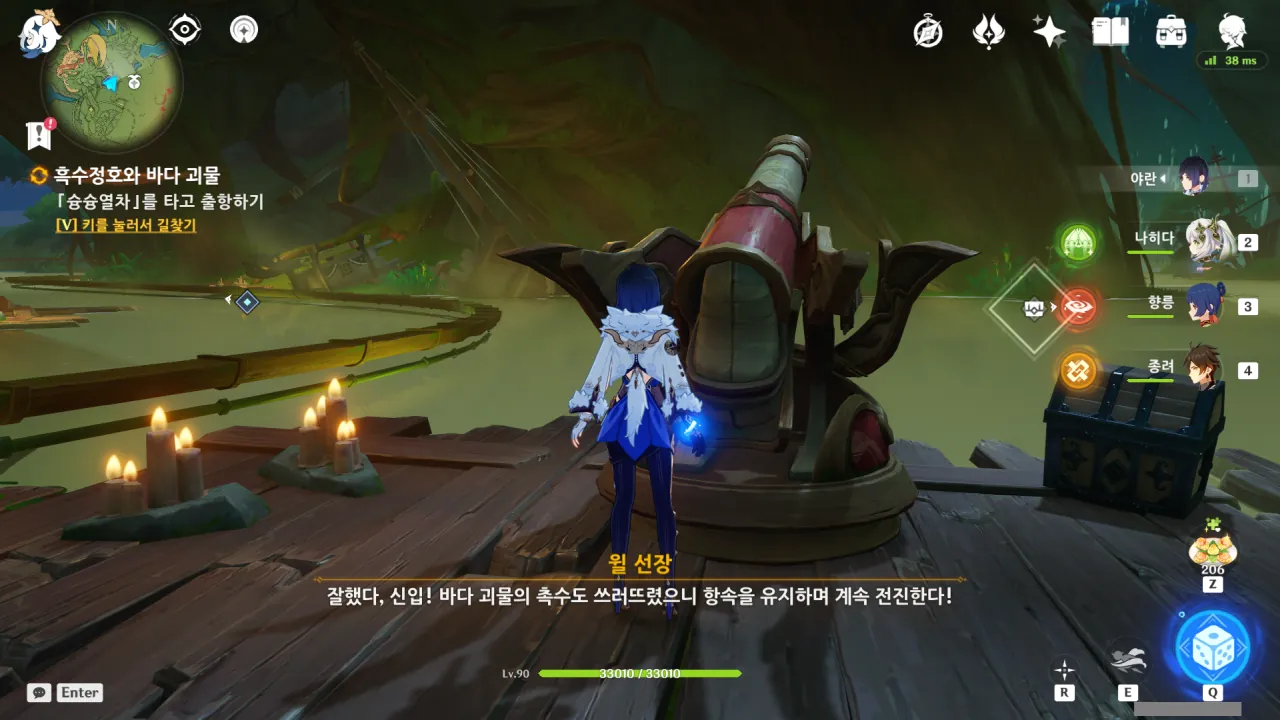 N
38 ms
흑수정호와 바다 괴물
「슝슝열차」를 타고 출항하기
[V] 키를 눌러서 길찾기
야란 1
나히다 2
향릉 3
종려 4
206
Z
윌 선장
잘했다, 신입! 바다 괴물의 촉수도 쓰러뜨렸으니 항속을 유지하며 계속 전진한다!
Lv.90 33010 / 33010
Enter
R E Q